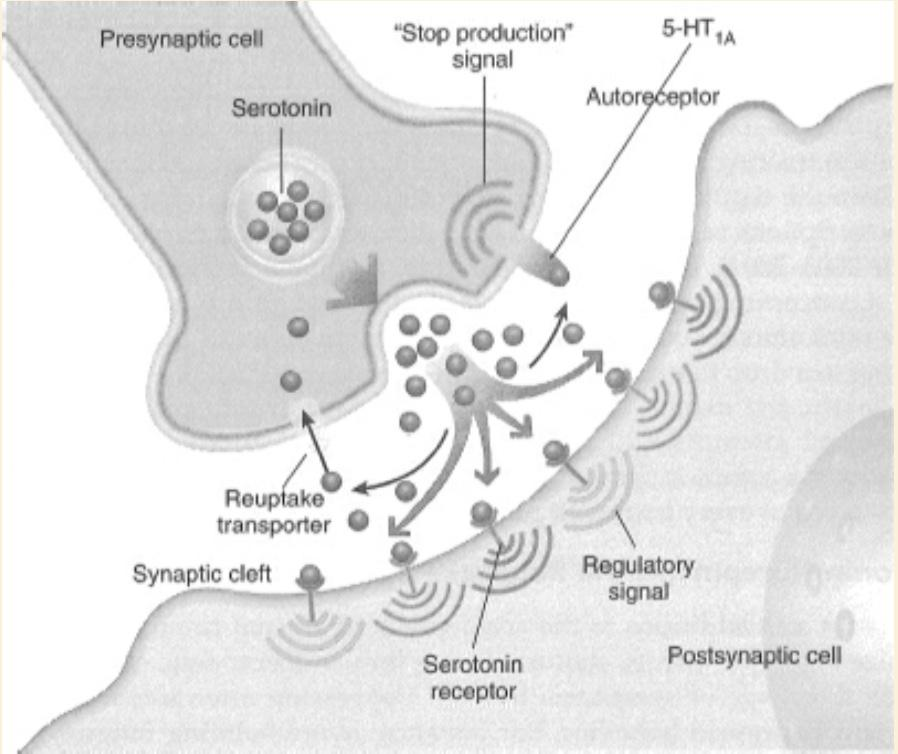 Presynaptic cell
"Stop production"
signal
5-HT1A
Autoreceptor
Serotonin
Reuptake
transporter
Synaptic cleft
Regulatory
signal
Serotonin
receptor
Postsynaptic cell